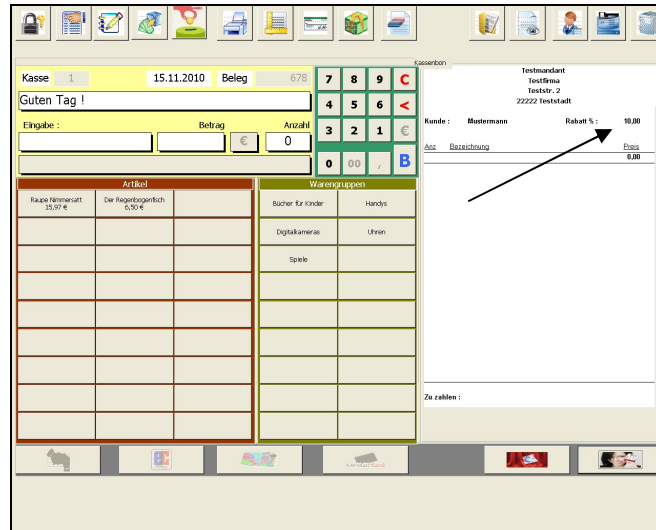 Kassenbon
Kasse 1 15.11.2010 Beleg 678
Guten Tag !
Eingabe : Betrag Anzahl
€ 0
7 8 9 C
4 5 6 <
3 2 1 €
0 00 , B
Testmandant
Testfirma
Teststr. 2
22222 Teststadt
Kunde : Mustermann Rabatt % : 10,00
Anz Bezeichnung Preis
0,00
Zu zahlen :
Artikel
Raupe Nimmersatt
15,97 €
Der Regenbogenfisch
6,50 €
Warengruppen
Bücher für Kinder Handys
Digitalkameras Uhren
Spiele
EC